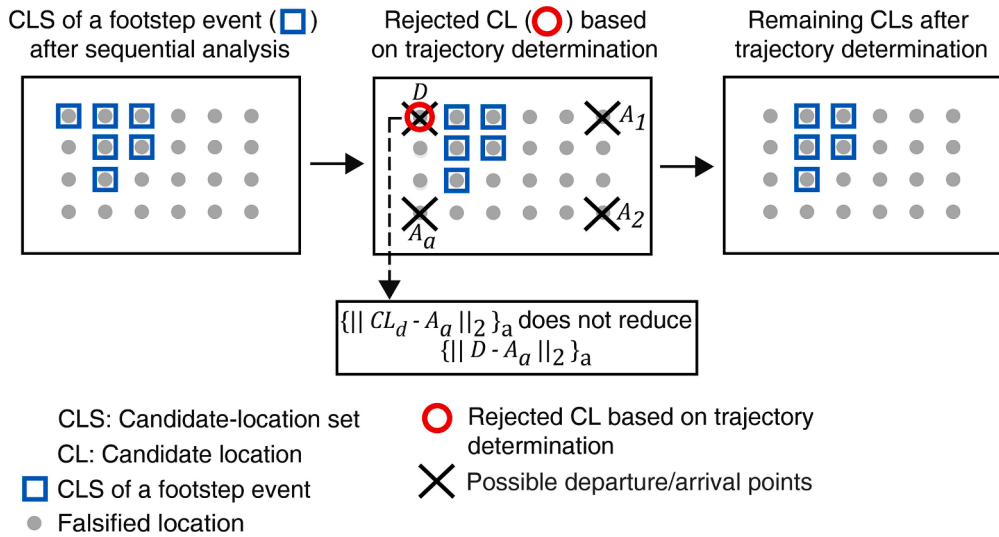 CLS of a footstep event ( )
after sequential analysis
Rejected CL ( ) based
on trajectory determination
Remaining CLs after
trajectory determination
D
A1
A2
Aa
{|| CLd - Aa ||2 }a does not reduce
{|| D - Aa ||2 }a
CLS: Candidate-location set
CL: Candidate location
CLS of a footstep event
Falsified location
Rejected CL based on trajectory
determination
Possible departure/arrival points